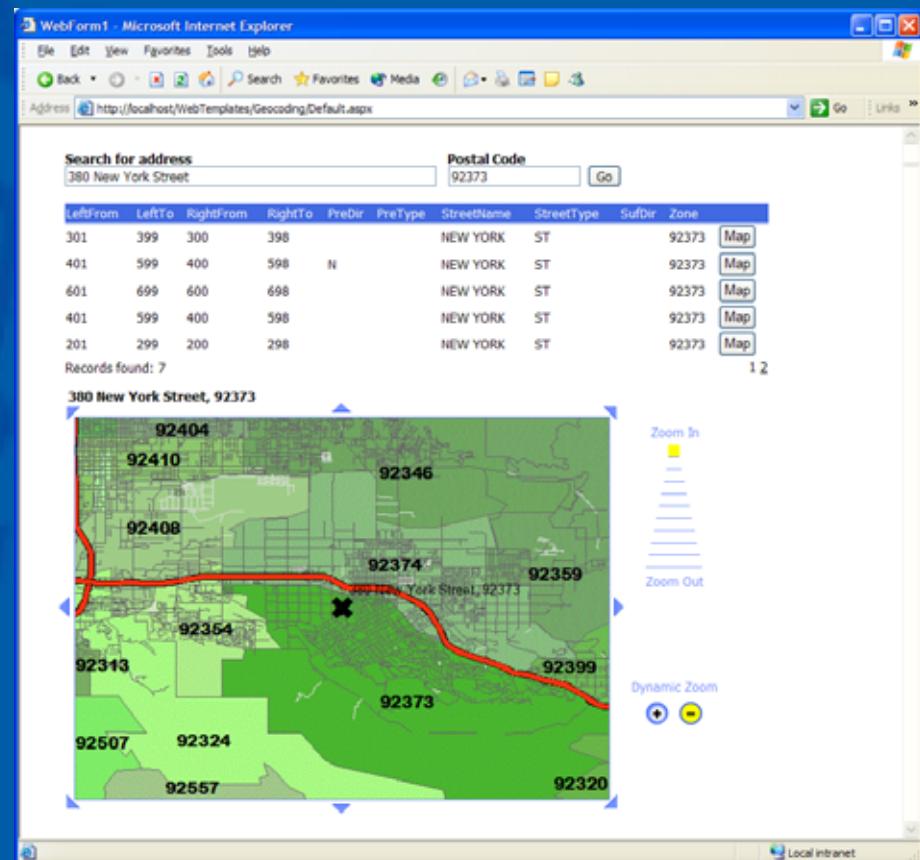 WebForm1 - Microsoft Internet Explorer
File Edit View Favorites Tools Help
Back Search Favorites Media
Address http://localhost/WebTemplates/Geocoding/Default.aspx Go Links »
Search for address Postal Code
380 New York Street 92373 Go
LeftFrom LeftTo RightFrom RightTo PreDir PreType StreetName StreetType SufDir Zone
301 399 300 398 NEW YORK ST 92373 Map
401 599 400 598 N NEW YORK ST 92373 Map
601 699 600 698 NEW YORK ST 92373 Map
401 599 400 598 NEW YORK ST 92373 Map
201 299 200 298 NEW YORK ST 92373 Map
Records found: 7 1 2
380 New York Street, 92373
92404
92410
92346
92408
92374
92359
380 New York Street, 92373
92354
92313
92399
92373
92507
92324
92557
92320
Zoom In
Zoom Out
Dynamic Zoom
+ -
Local intranet